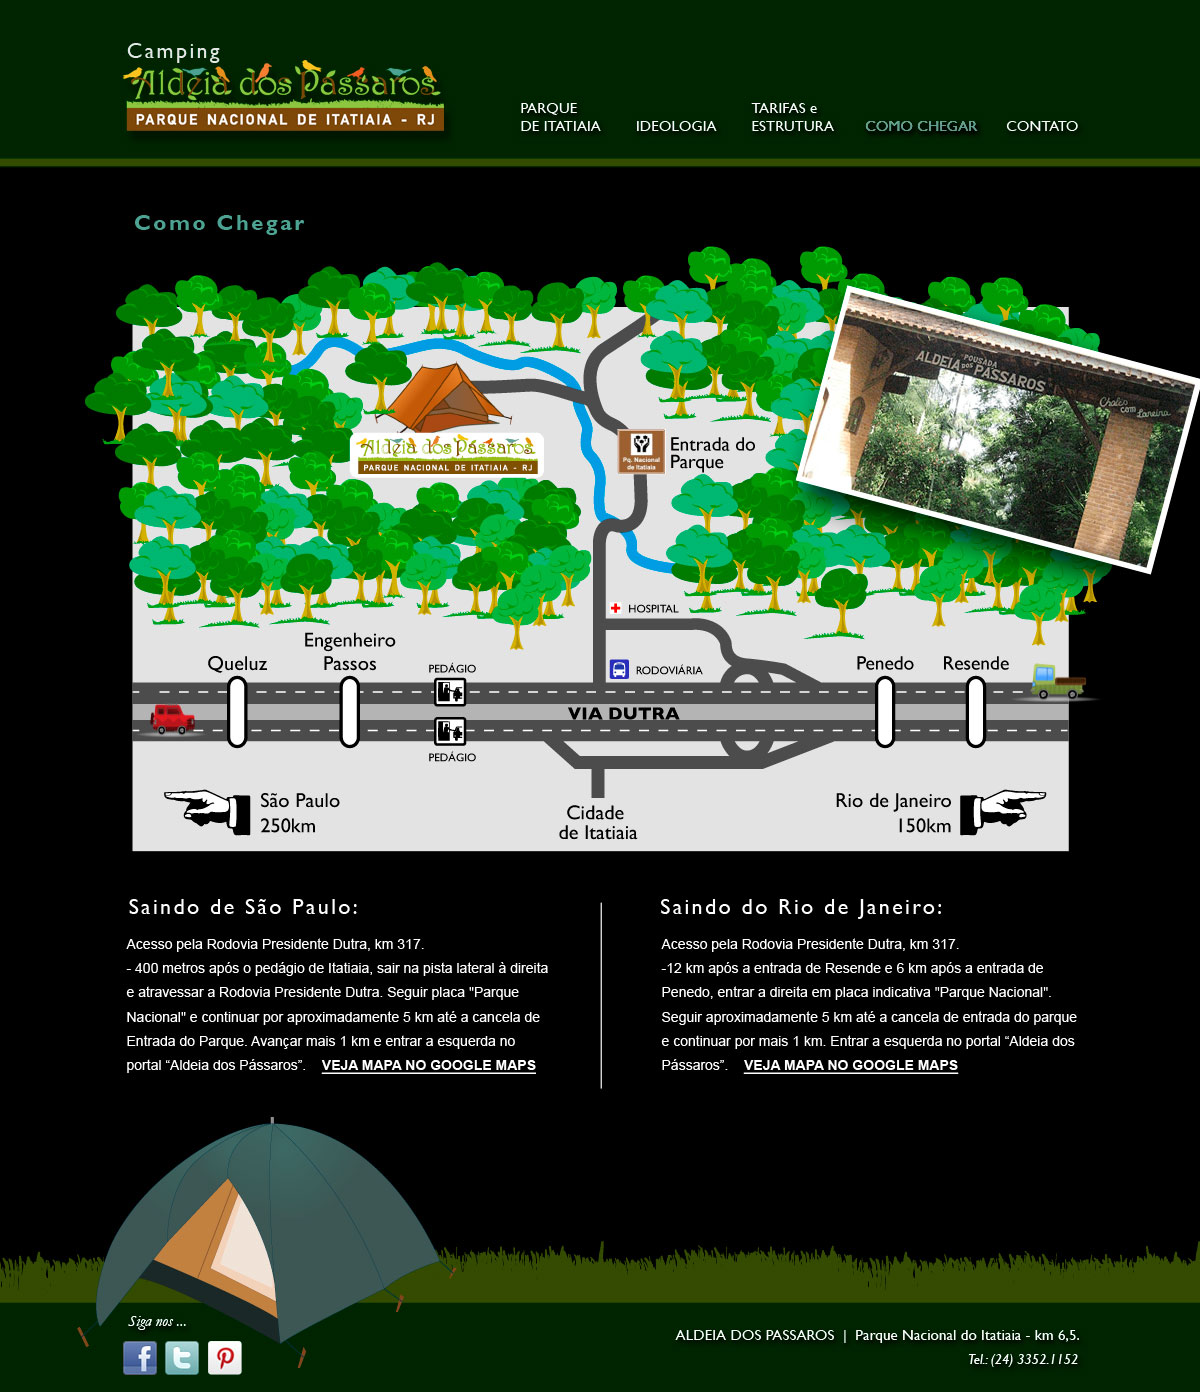 Camping
Aldeia dos Pássaros
PARQUE NACIONAL DE ITATIAIA - RJ
PARQUE
DE ITATIAIA
IDEOLOGIA
TARIFAS e
ESTRUTURA
COMO CHEGAR
CONTATO
Como Chegar
POUSADA
ALDEIA DOS PÁSSAROS
Chalés
com Lareira
Aldeia dos Pássaros
PARQUE NACIONAL DE ITATIAIA - RJ
Pq. Nacional
de Itatiaia
Entrada do
Parque
HOSPITAL
RODOVIÁRIA
Queluz
Engenheiro
Passos
PEDÁGIO
Penedo
Resende
VIA DUTRA
PEDÁGIO
São Paulo
250km
Cidade
de Itatiaia
Rio de Janeiro
150km
Saindo de São Paulo:
Acesso pela Rodovia Presidente Dutra, km 317.
- 400 metros após o pedágio de Itatiaia, sair na pista lateral à direita
e atravessar a Rodovia Presidente Dutra. Seguir placa "Parque
Nacional" e continuar por aproximadamente 5 km até a cancela de
Entrada do Parque. Avançar mais 1 km e entrar a esquerda no
portal “Aldeia dos Pássaros”. VEJA MAPA NO GOOGLE MAPS
Saindo do Rio de Janeiro:
Acesso pela Rodovia Presidente Dutra, km 317.
-12 km após a entrada de Resende e 6 km após a entrada de
Penedo, entrar a direita em placa indicativa "Parque Nacional".
Seguir aproximadamente 5 km até a cancela de entrada do parque
e continuar por mais 1 km. Entrar a esquerda no portal “Aldeia dos
Pássaros”. VEJA MAPA NO GOOGLE MAPS
Siga nos ...
ALDEIA DOS PASSAROS | Parque Nacional do Itatiaia - km 6,5.
Tel.: (24) 3352.1152